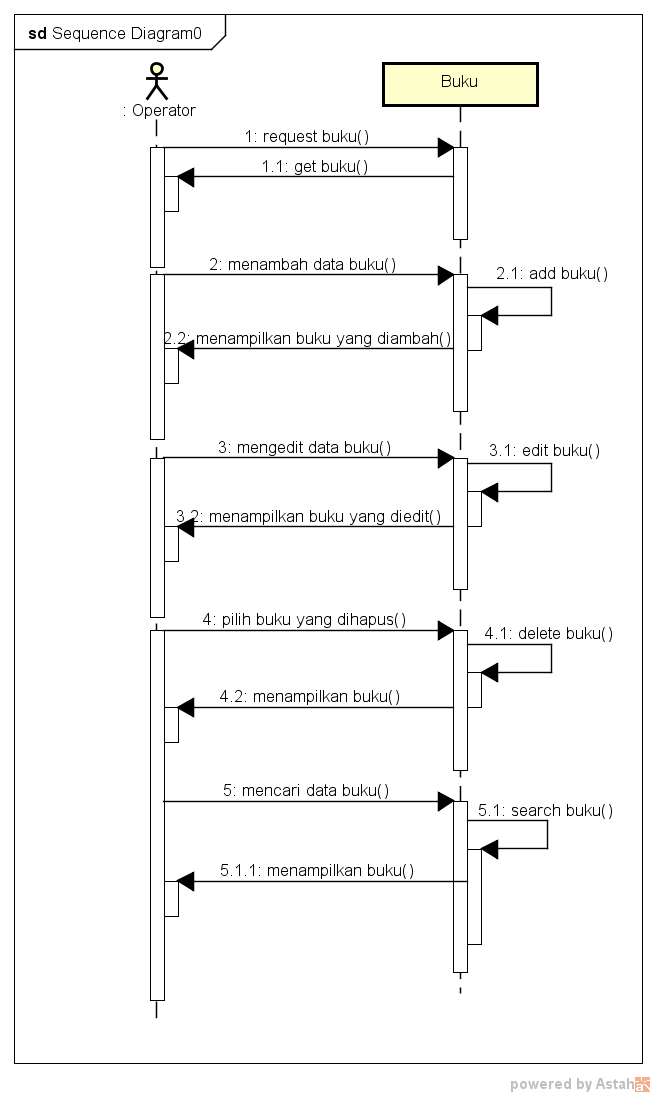 sd Sequence Diagram0
: Operator
Buku
1: request buku()
1.1: get buku()
2: menambah data buku()
2.1: add buku()
2.2: menampilkan buku yang diambah()
3: mengedit data buku()
3.1: edit buku()
3.2: menampilkan buku yang diedit()
4: pilih buku yang dihapus()
4.1: delete buku()
4.2: menampilkan buku()
5: mencari data buku()
5.1: search buku()
5.1.1: menampilkan buku()
powered by Astah